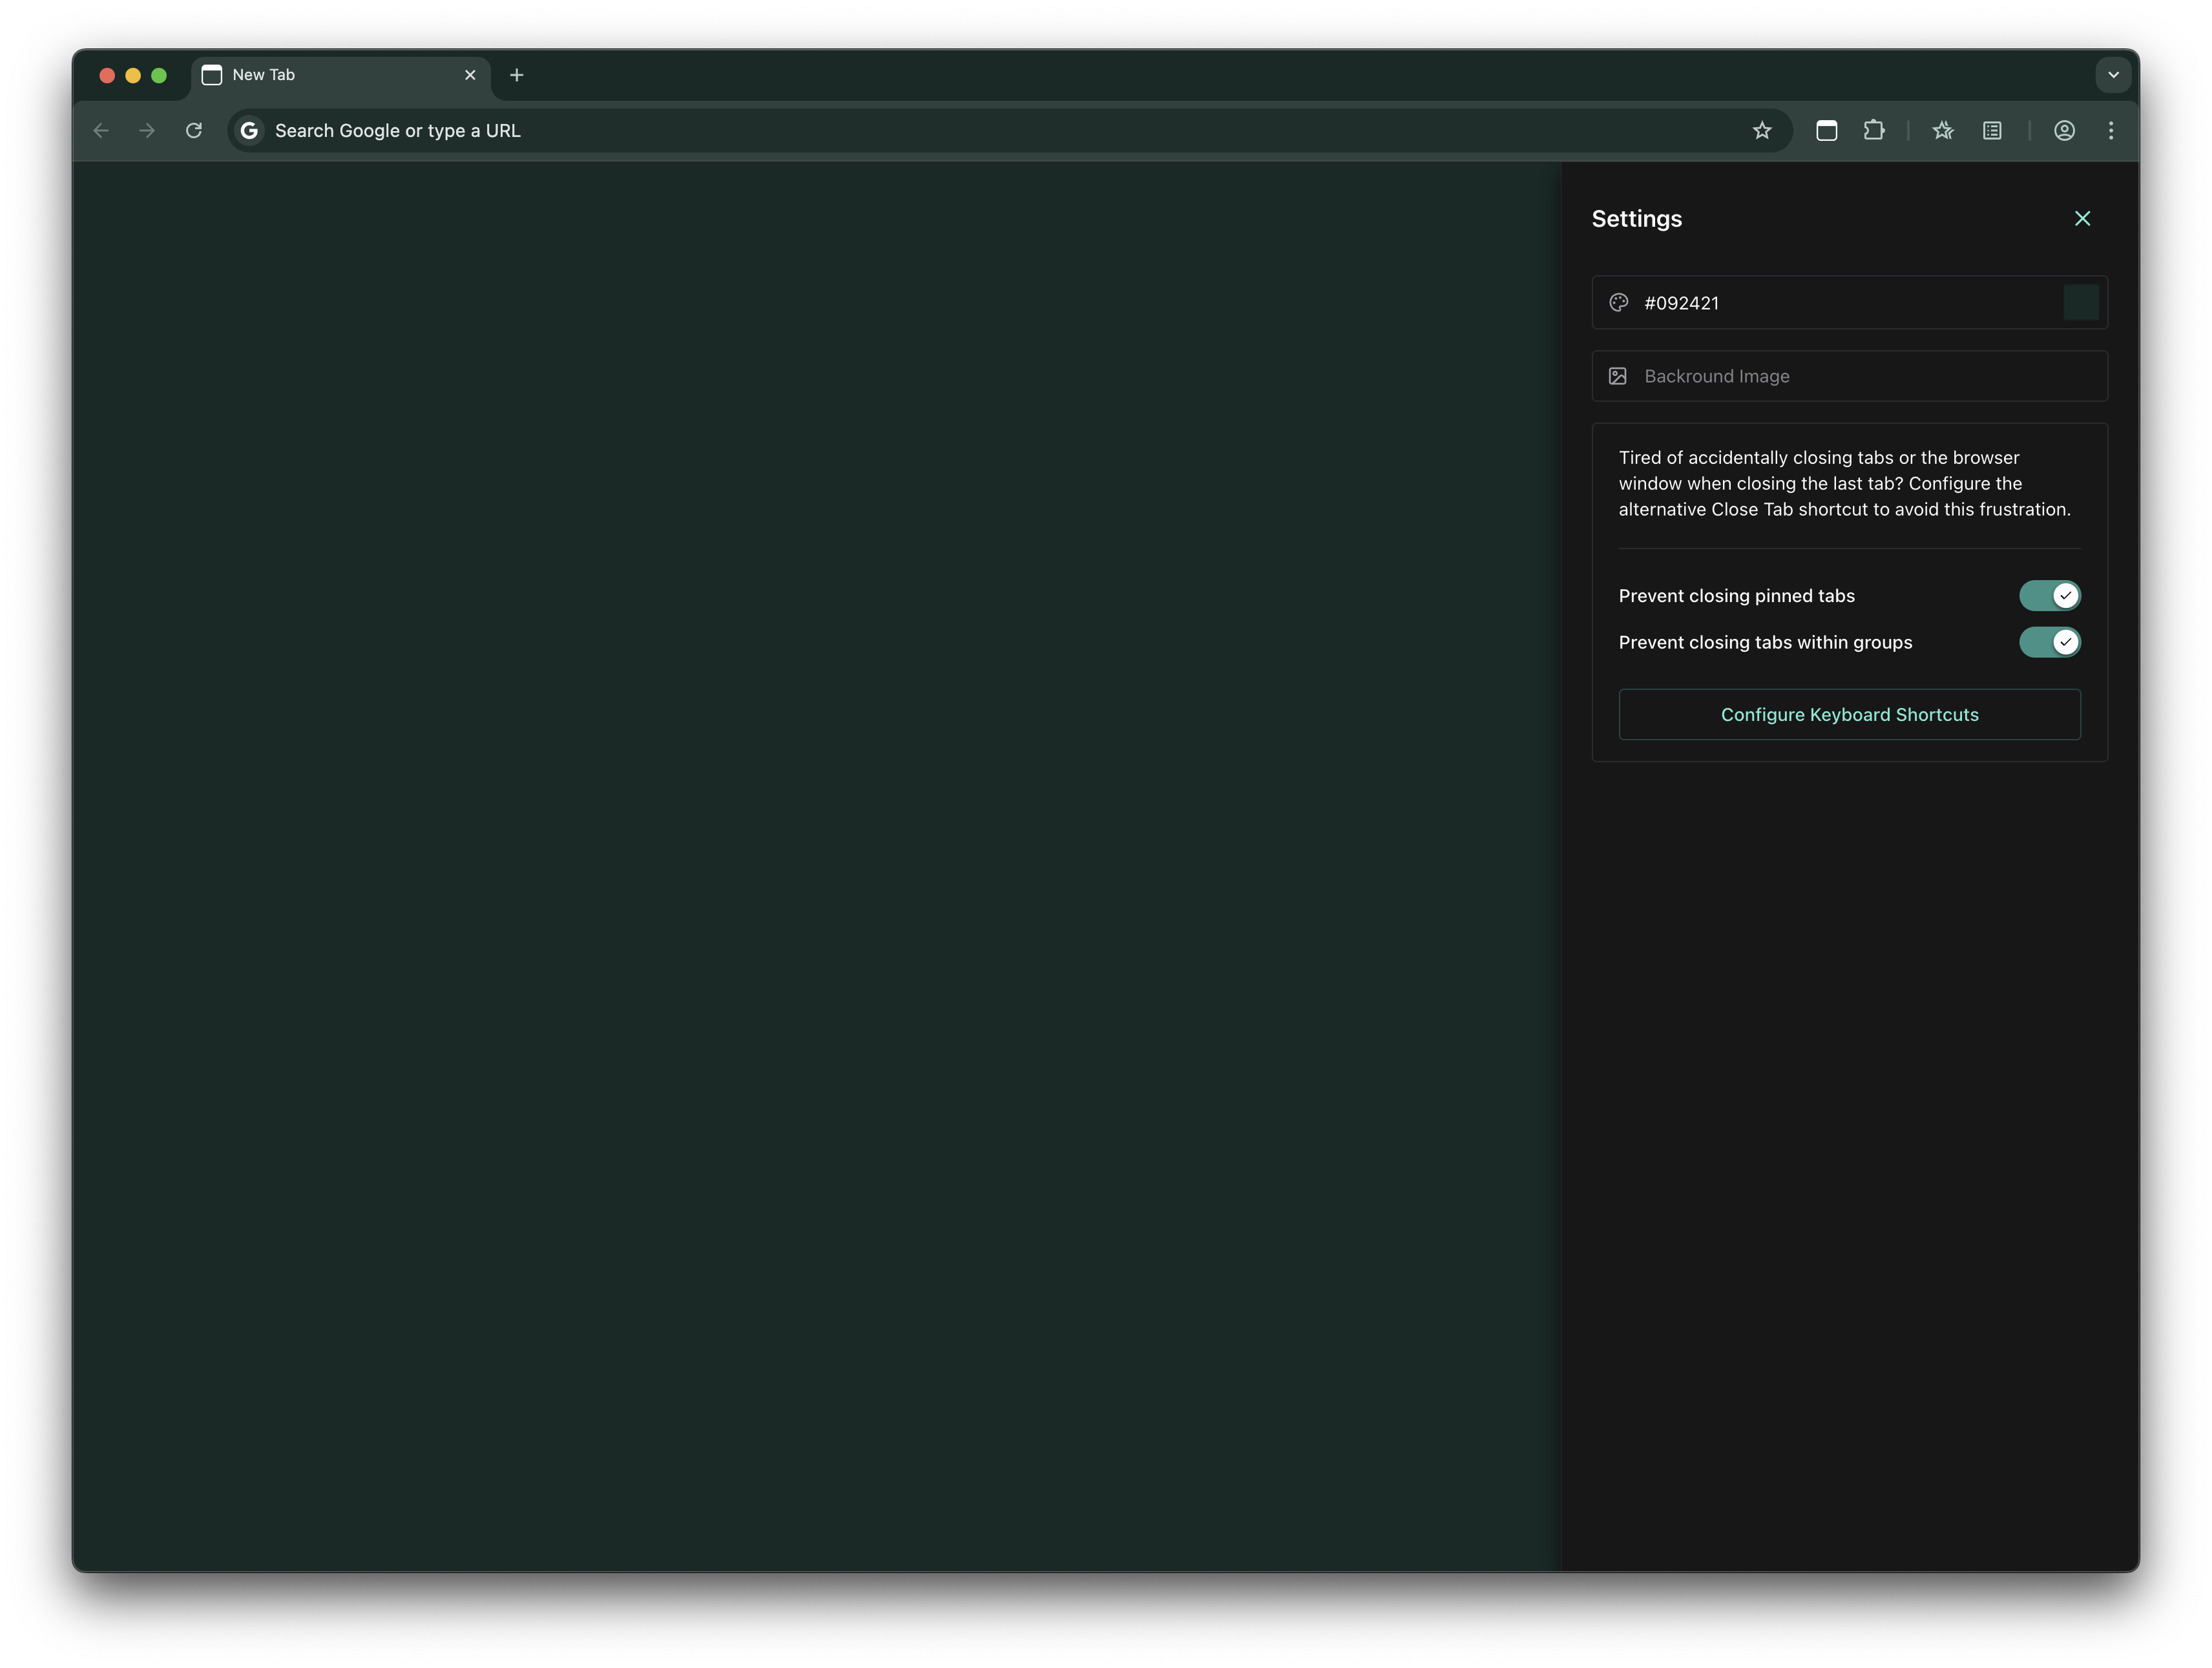 New Tab
Search Google or type a URL
Settings
#092421
Backround Image
Tired of accidentally closing tabs or the browser
window when closing the last tab? Configure the
alternative Close Tab shortcut to avoid this frustration.
Prevent closing pinned tabs
Prevent closing tabs within groups
Configure Keyboard Shortcuts